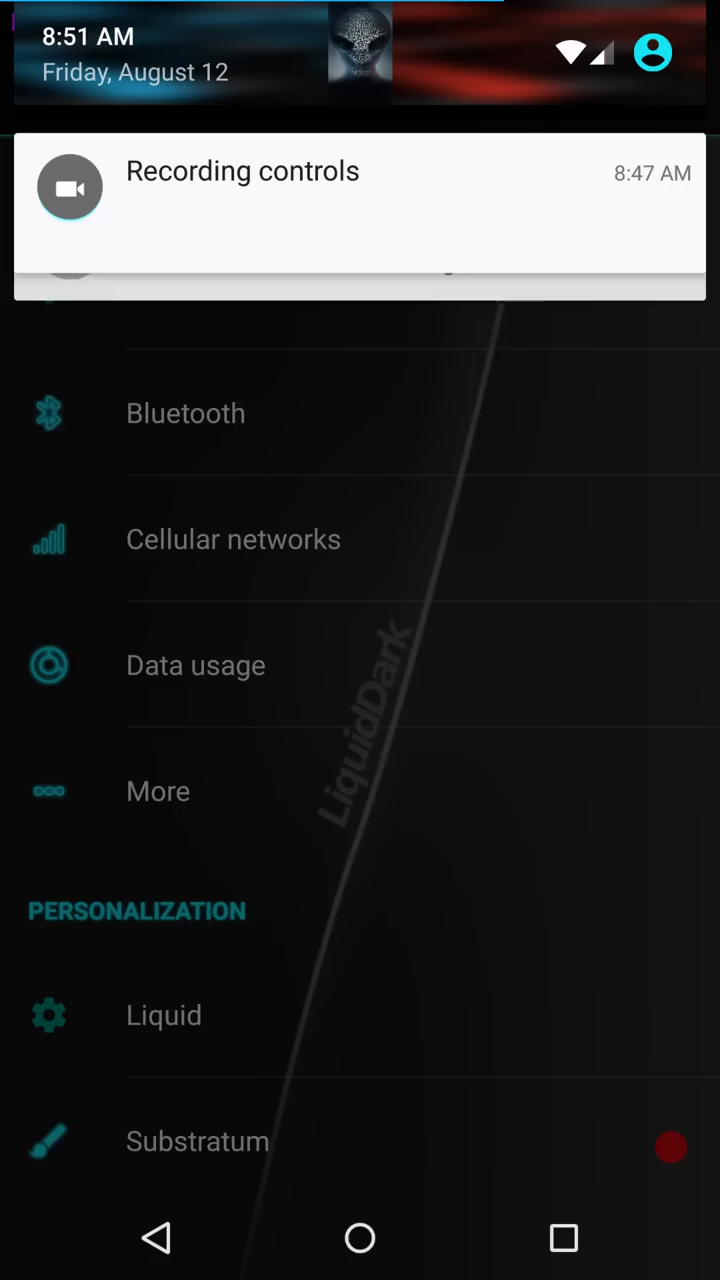 8:51 AM
Friday, August 12
Recording controls
8:47 AM
Bluetooth
Cellular networks
Data usage
LiquidDark
More
PERSONALIZATION
Liquid
Substratum